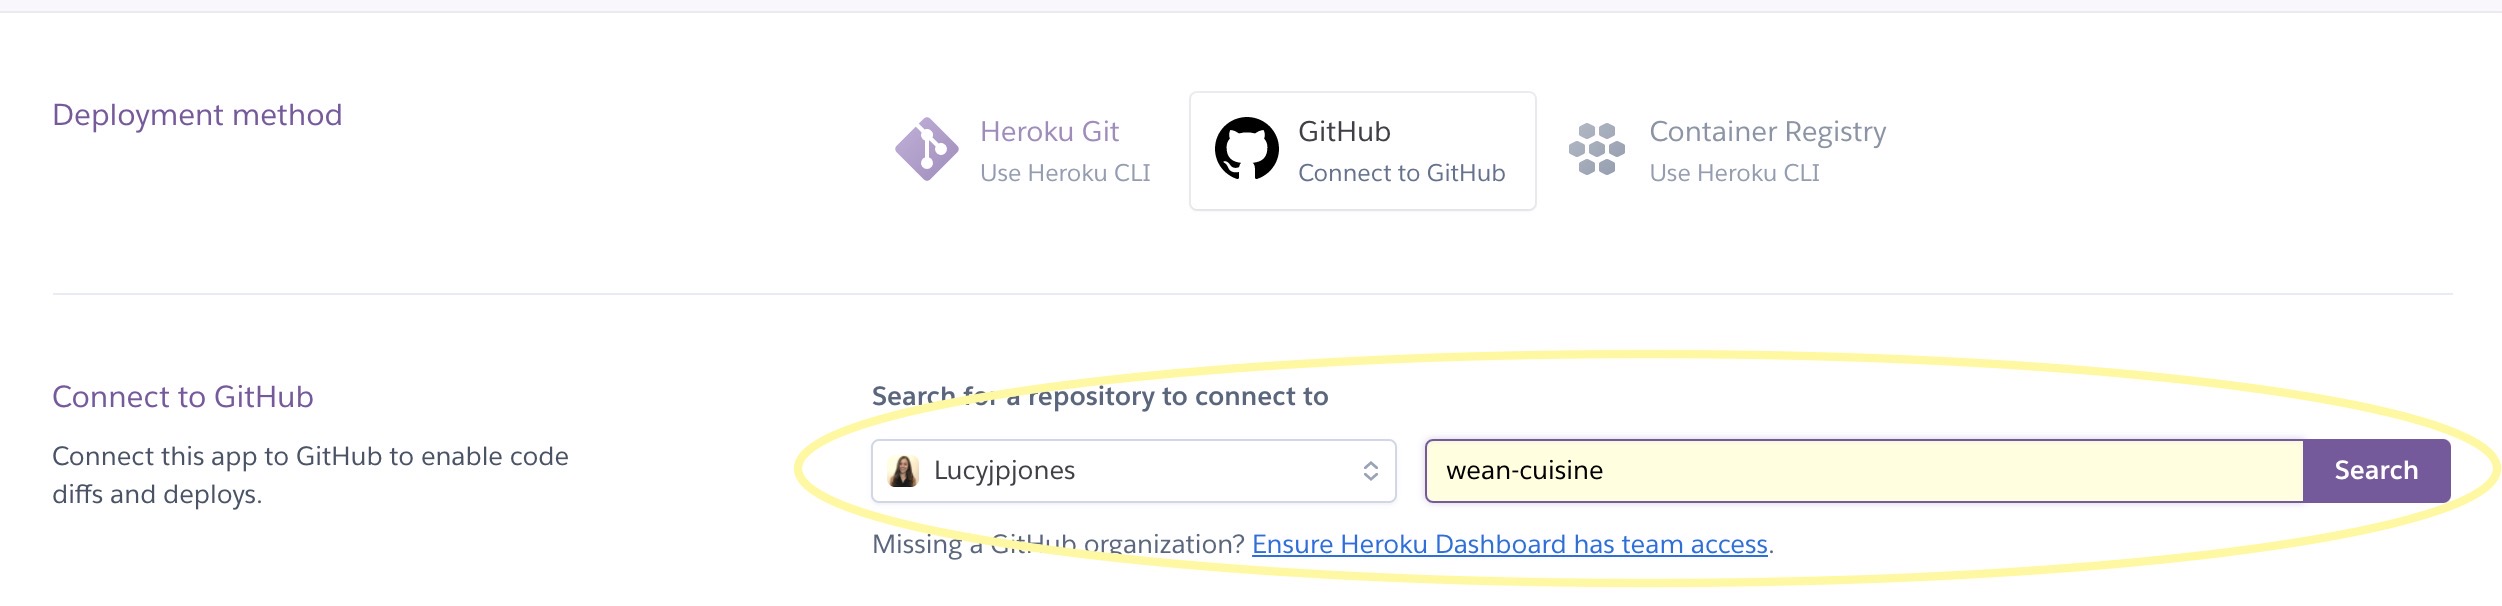 Deployment method
Heroku Git
Use Heroku CLI
GitHub
Connect to GitHub
Container Registry
Use Heroku CLI
Connect to GitHub
Connect this app to GitHub to enable code
diffs and deploys.
Search for a repository to connect to
Lucyjpjones
wean-cuisine
Search
Missing a GitHub organization? Ensure Heroku Dashboard has team access.